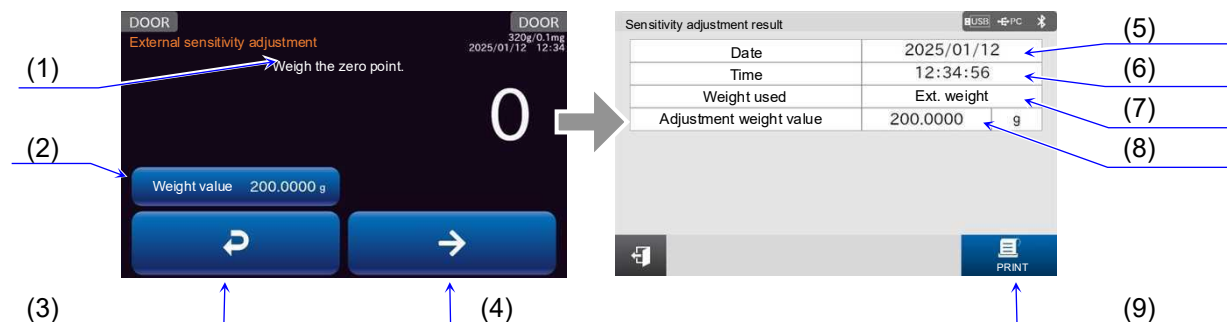 DOOR DOOR
External sensitivity adjustment 320g/0.1mg
2025/01/12 12:34
Weigh the zero point.
0
Weight value 200.0000 g
Sensitivity adjustment result USB PC
Date 2025/01/12
Time 12:34:56
Weight used Ext. weight
Adjustment weight value 200.0000 g
PRINT
(1)
(2)
(3)
(4)
(5)
(6)
(7)
(8)
(9)